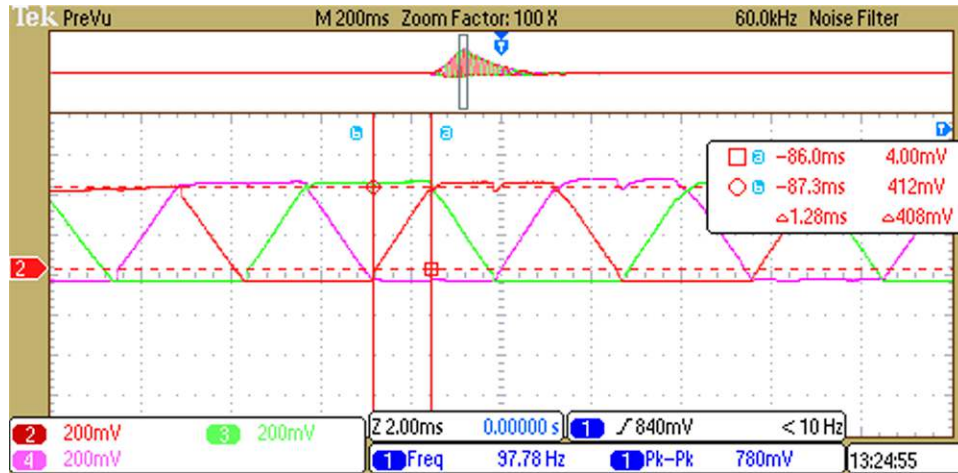 Tek PreVu M 200ms Zoom Factor: 100 X 60.0kHz Noise Filter
T
b a T
a -86.0ms 4.00mV
b -87.3ms 412mV
△1.28ms △408mV
2
2 200mV 3 200mV Z 2.00ms 0.00000 s 1 840mV < 10 Hz
4 200mV 1 Freq 97.78 Hz 1 Pk-Pk 780mV 13:24:55